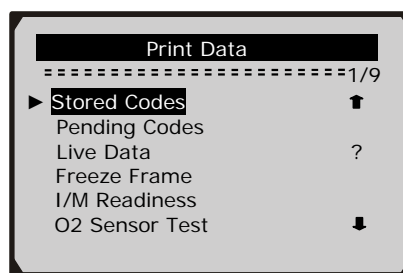 Print Data
=========================1/9
► Stored Codes ⬆
Pending Codes
Live Data ?
Freeze Frame
I/M Readiness
O2 Sensor Test ⬇